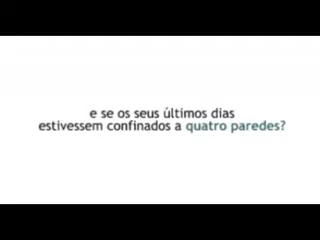 e se os seus últimos dias
estivessem confinados a quatro paredes?